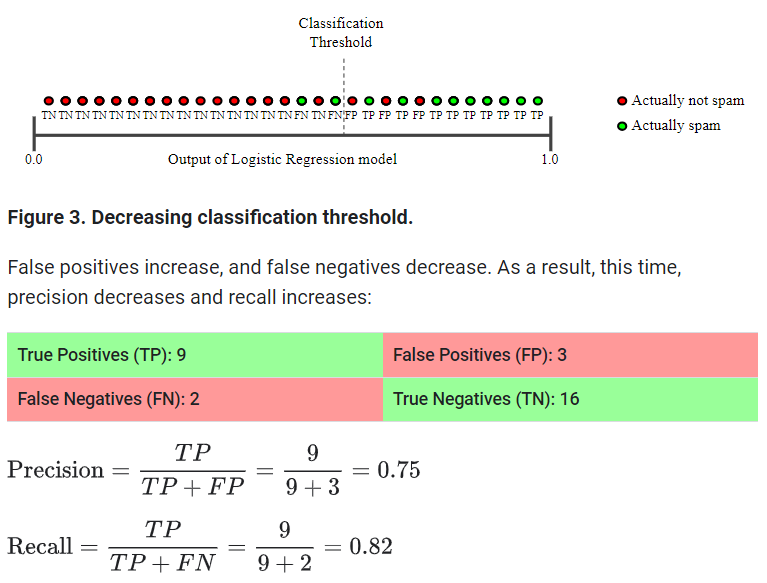 Classification
Threshold
Actually not spam
TN TN TN TN TN TN TN TN TN TN TN TN TN TN TN FN TN FN FP TP FP TP FP TP TP TP TP TP TP TP
Actually spam
0.0 Output of Logistic Regression model 1.0
Figure 3. Decreasing classification threshold.
False positives increase, and false negatives decrease. As a result, this time,
precision decreases and recall increases:
True Positives (TP): 9 False Positives (FP): 3
False Negatives (FN): 2 True Negatives (TN): 16
Precision = TP / TP + FP = 9 / 9 + 3 = 0.75
Recall = TP / TP + FN = 9 / 9 + 2 = 0.82